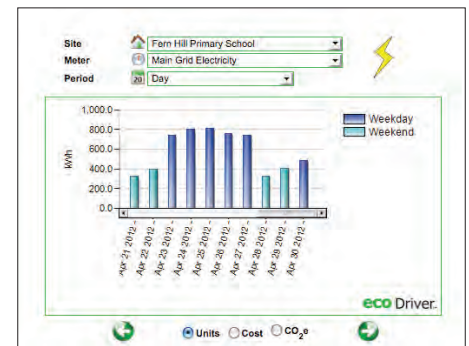 Site Fern Hill Primary School
Meter Main Grid Electricity
Period 20 Day
1,000.0
800.0
600.0
400.0
200.0
0.0
kWh
Weekday
Weekend
Apr 21 2012
Apr 22 2012
Apr 23 2012
Apr 24 2012
Apr 25 2012
Apr 26 2012
Apr 27 2012
Apr 28 2012
Apr 29 2012
Apr 30 2012
eco Driver.
Units Cost CO₂e